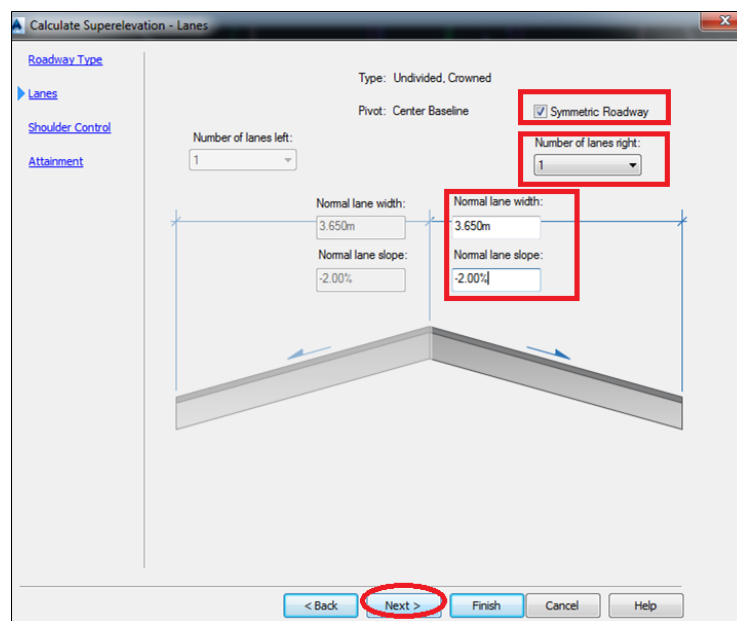 Calculate Superelevation - Lanes
Roadway Type
Lanes
Shoulder Control
Attainment
Type: Undivided, Crowned
Pivot: Center Baseline
Symmetric Roadway
Number of lanes left:
1
Number of lanes right:
1
Normal lane width:
3.650m
Normal lane slope:
-2.00%
Normal lane width:
3.650m
Normal lane slope:
-2.00%
< Back
Next >
Finish
Cancel
Help